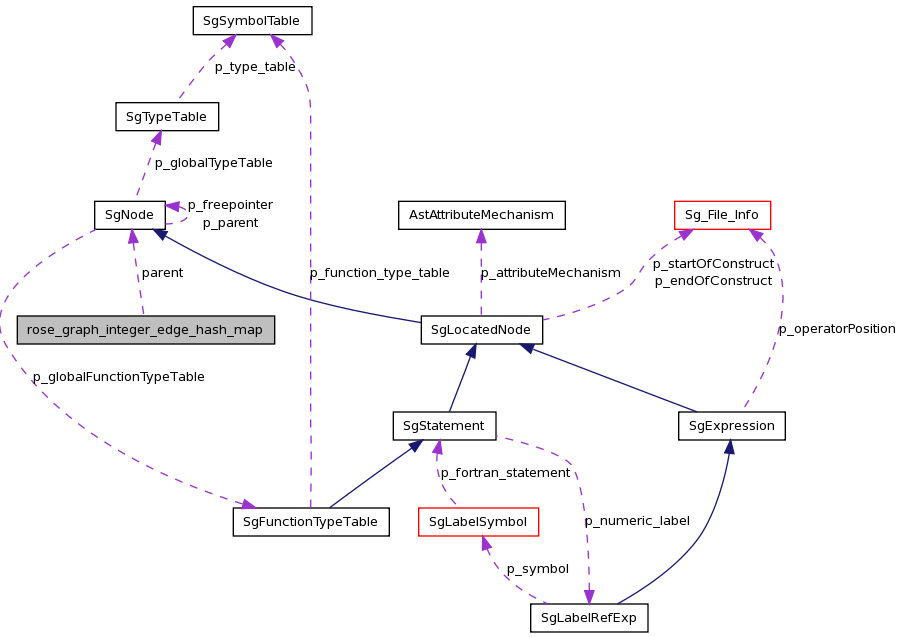 SgSymbolTable
p_type_table
SgTypeTable
p_globalTypeTable
SgNode
p_freepointer
p_parent
AstAttributeMechanism
Sg_File_Info
parent
p_function_type_table
p_attributeMechanism
p_startOfConstruct
p_endOfConstruct
rose_graph_integer_edge_hash_map
SgLocatedNode
p_operatorPosition
p_globalFunctionTypeTable
SgStatement
SgExpression
p_fortran_statement
SgFunctionTypeTable
SgLabelSymbol
p_numeric_label
p_symbol
SgLabelRefExp